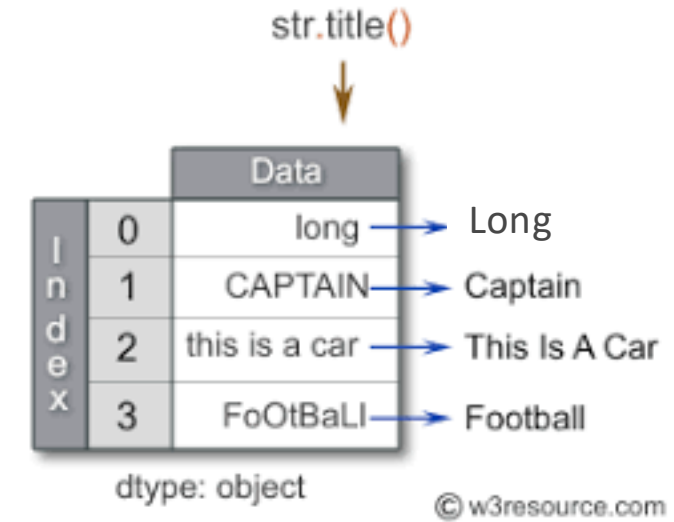 str.title()
Data
Index
0 long Long
1 CAPTAIN Captain
2 this is a car This Is A Car
3 FoOtBaLl Football
dtype: object
© w3resource.com